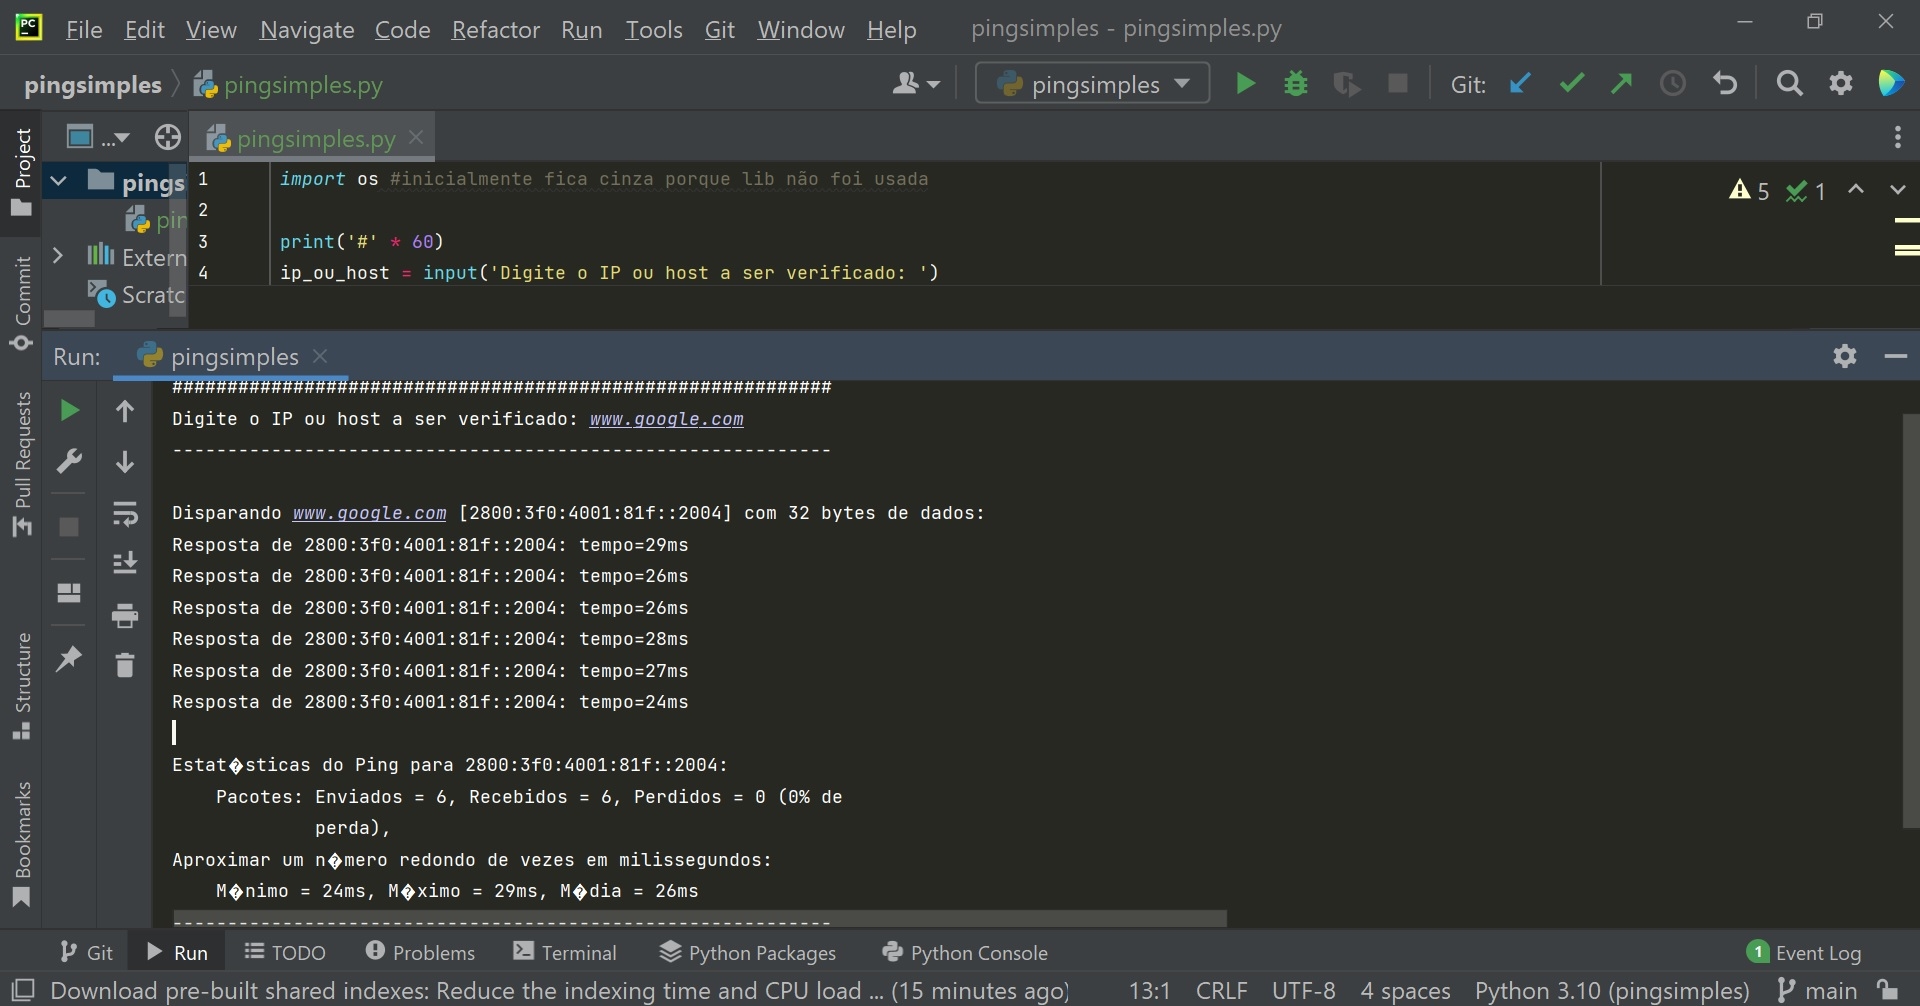 File Edit View Navigate Code Refactor Run Tools Git Window Help pingsimples - pingsimples.py
pingsimples pingsimples.py pingsimples Git:
... pingsimples.py
Project
Commit
Pull Requests
Structure
Bookmarks
pings
pin
Extern
Scratc
1 import os #inicialmente fica cinza porque lib não foi usada
2
3 print('#' * 60)
4 ip_ou_host = input('Digite o IP ou host a ser verificado: ')
5 1
Run: pingsimples
############################################################
Digite o IP ou host a ser verificado: www.google.com
------------------------------------------------------------
Disparando www.google.com [2800:3f0:4001:81f::2004] com 32 bytes de dados:
Resposta de 2800:3f0:4001:81f::2004: tempo=29ms
Resposta de 2800:3f0:4001:81f::2004: tempo=26ms
Resposta de 2800:3f0:4001:81f::2004: tempo=26ms
Resposta de 2800:3f0:4001:81f::2004: tempo=28ms
Resposta de 2800:3f0:4001:81f::2004: tempo=27ms
Resposta de 2800:3f0:4001:81f::2004: tempo=24ms
Estat�sticas do Ping para 2800:3f0:4001:81f::2004:
Pacotes: Enviados = 6, Recebidos = 6, Perdidos = 0 (0% de
perda),
Aproximar um n�mero redondo de vezes em milissegundos:
M�nimo = 24ms, M�ximo = 29ms, M�dia = 26ms
------------------------------------------------------------
Git Run TODO Problems Terminal Python Packages Python Console 1 Event Log
Download pre-built shared indexes: Reduce the indexing time and CPU load ... (15 minutes ago) 13:1 CRLF UTF-8 4 spaces Python 3.10 (pingsimples) main